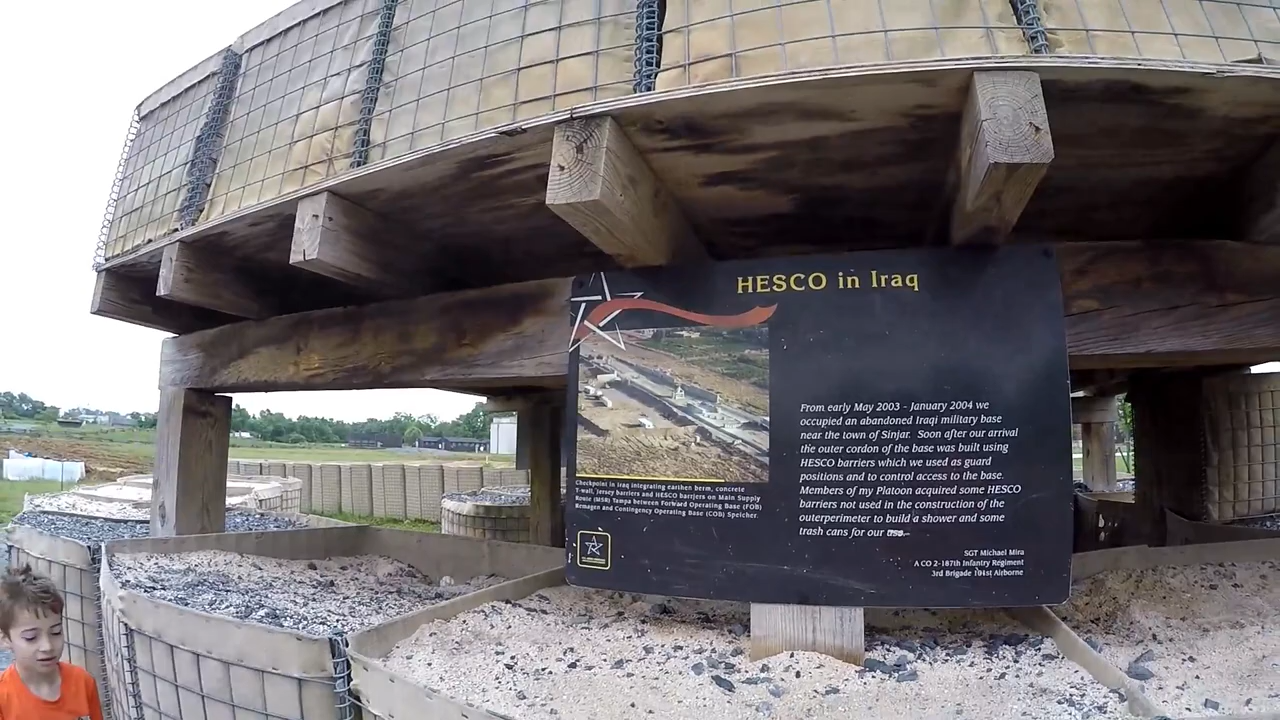 HESCO in Iraq
From early May 2003 - January 2004 we
occupied an abandoned Iraqi military base
near the town of Sinjar. Soon after our arrival
the outer cordon of the base was built using
HESCO barriers which we used as guard
positions and to control access to the base.
Members of my Platoon acquired some HESCO
barriers not used in the construction of the
outerperimeter to build a shower and some
trash cans for our use.
SGT Michael Mira
A CO 2-187th Infantry Regiment
3rd Brigade 101st Airborne
Checkpoint in Iraq integrating earthen berm, concrete
T-wall, Jersey barriers and HESCO barriers on Main Supply
Route (MSR) Tampa between Forward Operating Base (FOB)
Remagen and Contingency Operating Base (COB) Speicher.